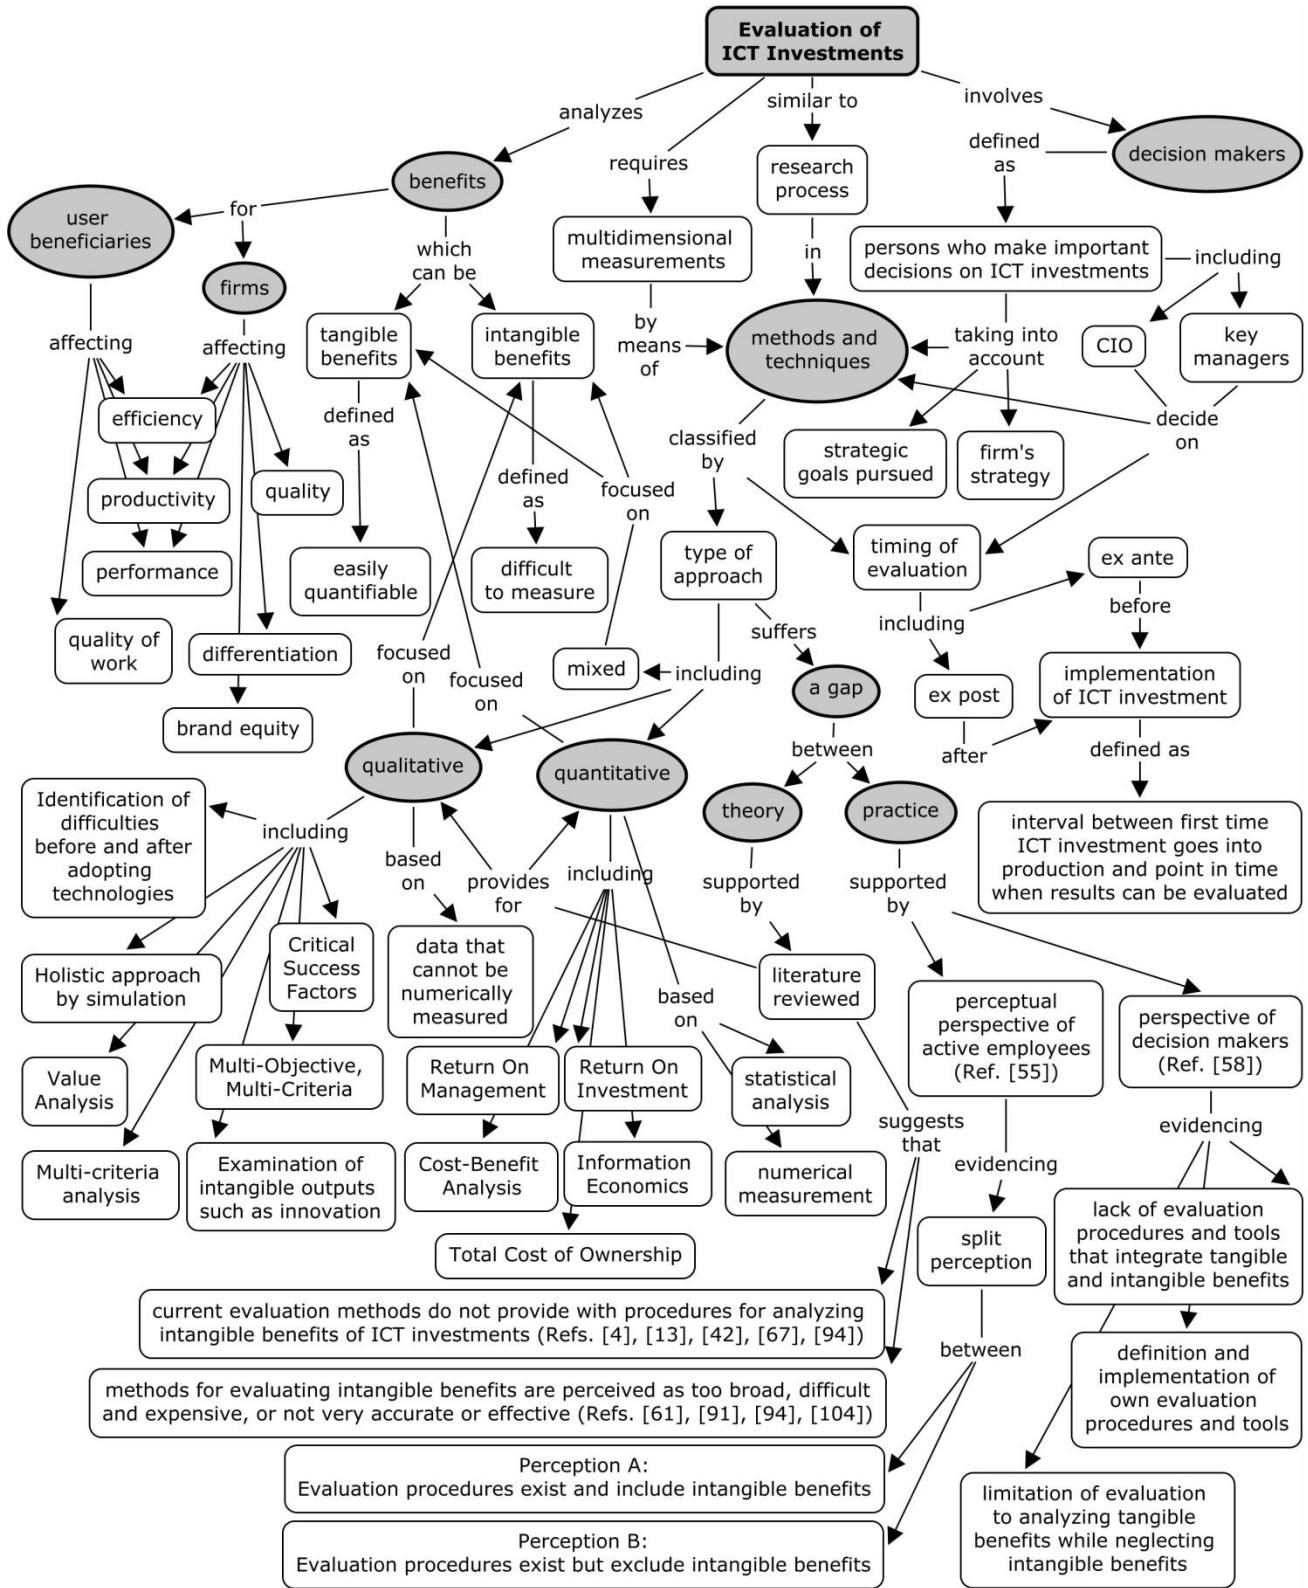 Evaluation of
ICT Investments
analyzes
similar to
involves
requires
defined
as
decision makers
benefits
research
process
user
beneficiaries
for
which
can be
multidimensional
measurements
in
persons who make important
decisions on ICT investments
including
firms
affecting
affecting
tangible
benefits
intangible
benefits
by
means
of
methods and
techniques
taking into
account
CIO
key
managers
efficiency
defined
as
classified
by
strategic
goals pursued
firm's
strategy
decide
on
productivity
quality
defined
as
focused
on
performance
easily
quantifiable
difficult
to measure
type of
approach
timing of
evaluation
ex ante
before
quality of
work
differentiation
focused
on
focused
on
mixed
including
suffers
including
a gap
ex post
implementation
of ICT investment
brand equity
after
defined as
qualitative
quantitative
between
theory
practice
Identification of
difficulties
before and after
adopting
technologies
including
based
on
provides
for
including
supported
by
supported
by
interval between first time
ICT investment goes into
production and point in time
when results can be evaluated
Holistic approach
by simulation
Critical
Success
Factors
data that
cannot be
numerically
measured
based
on
literature
reviewed
perceptual
perspective of
active employees
(Ref. [55])
perspective of
decision makers
(Ref. [58])
Value
Analysis
Multi-Objective,
Multi-Criteria
Return On
Management
Return On
Investment
statistical
analysis
suggests
that
evidencing
evidencing
Multi-criteria
analysis
Examination of
intangible outputs
such as innovation
Cost-Benefit
Analysis
Information
Economics
numerical
measurement
lack of evaluation
procedures and tools
that integrate tangible
and intangible benefits
Total Cost of Ownership
split
perception
current evaluation methods do not provide with procedures for analyzing
intangible benefits of ICT investments (Refs. [4], [13], [42], [67], [94])
between
definition and
implementation of
own evaluation
procedures and tools
methods for evaluating intangible benefits are perceived as too broad, difficult
and expensive, or not very accurate or effective (Refs. [61], [91], [94], [104])
Perception A:
Evaluation procedures exist and include intangible benefits
limitation of evaluation
to analyzing tangible
benefits while neglecting
intangible benefits
Perception B:
Evaluation procedures exist but exclude intangible benefits